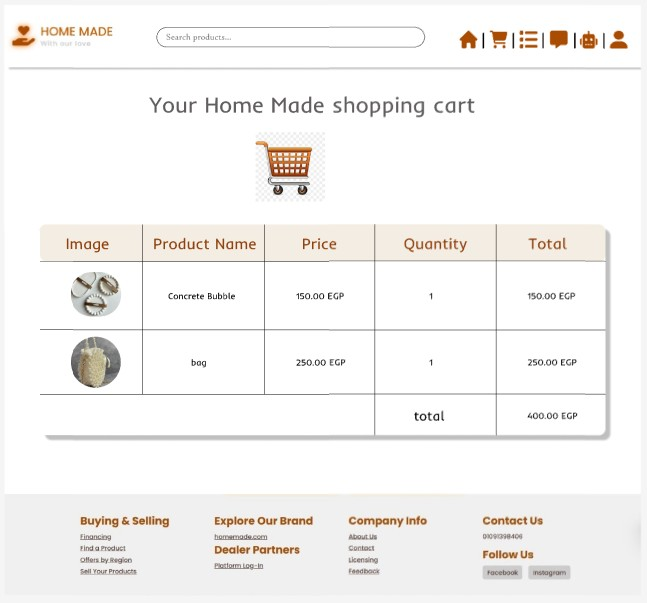 HOME MADE
With our love
Search products...
Your Home Made shopping cart
Image Product Name Price Quantity Total
Concrete Bubble 150.00 EGP 1 150.00 EGP
bag 250.00 EGP 1 250.00 EGP
total 400.00 EGP
Buying & Selling
Financing
Find a Product
Offers by Region
Sell Your Products
Explore Our Brand
homemade.com
Dealer Partners
Platform Log-In
Company Info
About Us
Contact
Licensing
Feedback
Contact Us
01091398406
Follow Us
Facebook Instagram